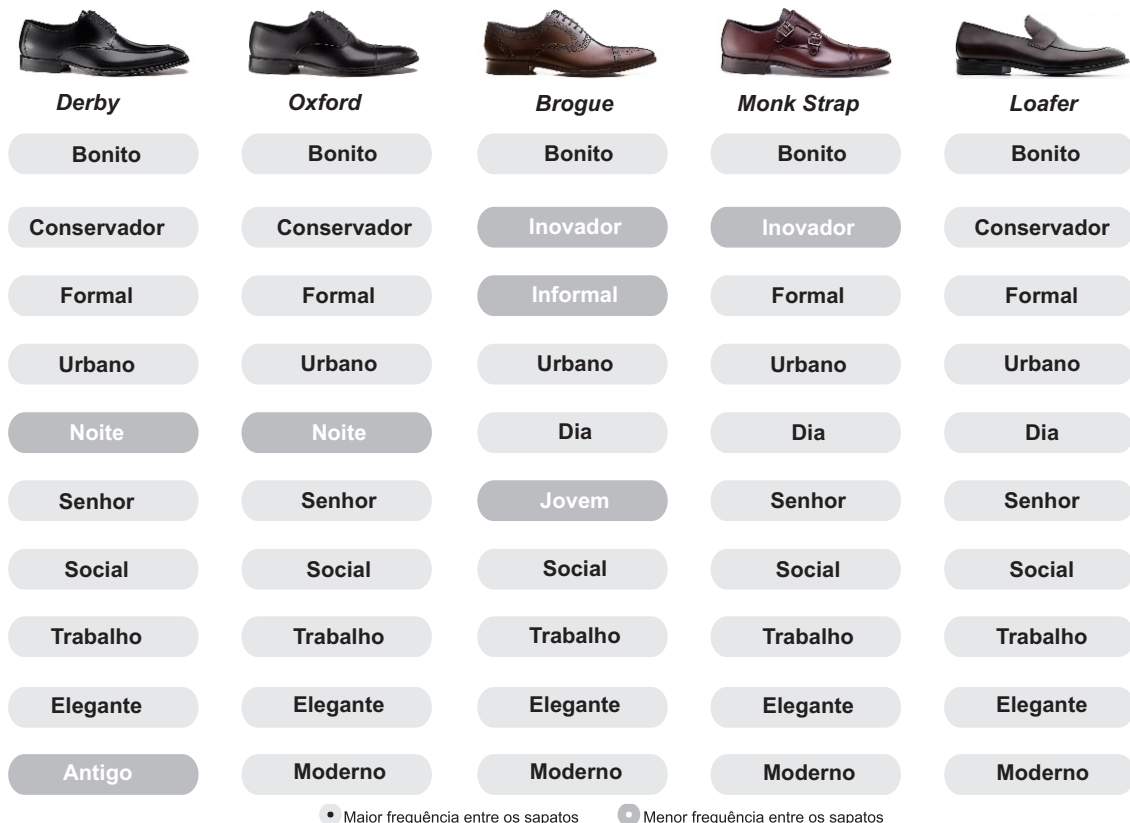 Derby Oxford Brogue Monk Strap Loafer
Bonito Bonito Bonito Bonito Bonito
Conservador Conservador Inovador Inovador Conservador
Formal Formal Informal Formal Formal
Urbano Urbano Urbano Urbano Urbano
Noite Noite Dia Dia Dia
Senhor Senhor Jovem Senhor Senhor
Social Social Social Social Social
Trabalho Trabalho Trabalho Trabalho Trabalho
Elegante Elegante Elegante Elegante Elegante
Antigo Moderno Moderno Moderno Moderno
Maior frequência entre os sapatos Menor frequência entre os sapatos